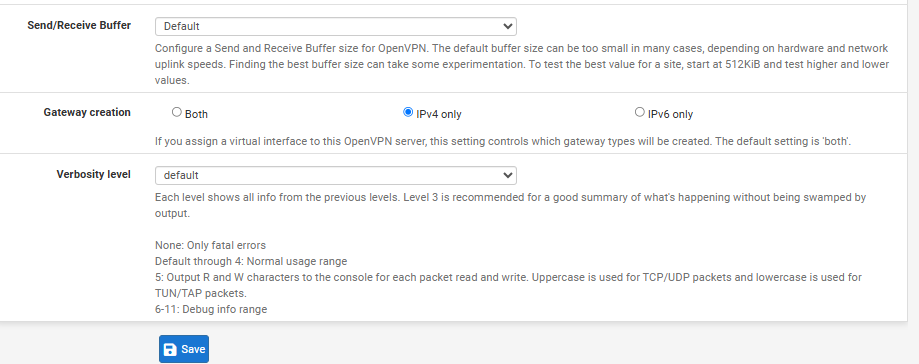 Send/Receive Buffer
Default
Configure a Send and Receive Buffer size for OpenVPN. The default buffer size can be too small in many cases, depending on hardware and network
uplink speeds. Finding the best buffer size can take some experimentation. To test the best value for a site, start at 512KiB and test higher and lower
values.
Gateway creation
Both
IPv4 only
IPv6 only
If you assign a virtual interface to this OpenVPN server, this setting controls which gateway types will be created. The default setting is 'both'.
Verbosity level
default
Each level shows all info from the previous levels. Level 3 is recommended for a good summary of what's happening without being swamped by
output.
None: Only fatal errors
Default through 4: Normal usage range
5: Output R and W characters to the console for each packet read and write. Uppercase is used for TCP/UDP packets and lowercase is used for
TUN/TAP packets.
6-11: Debug info range
Save